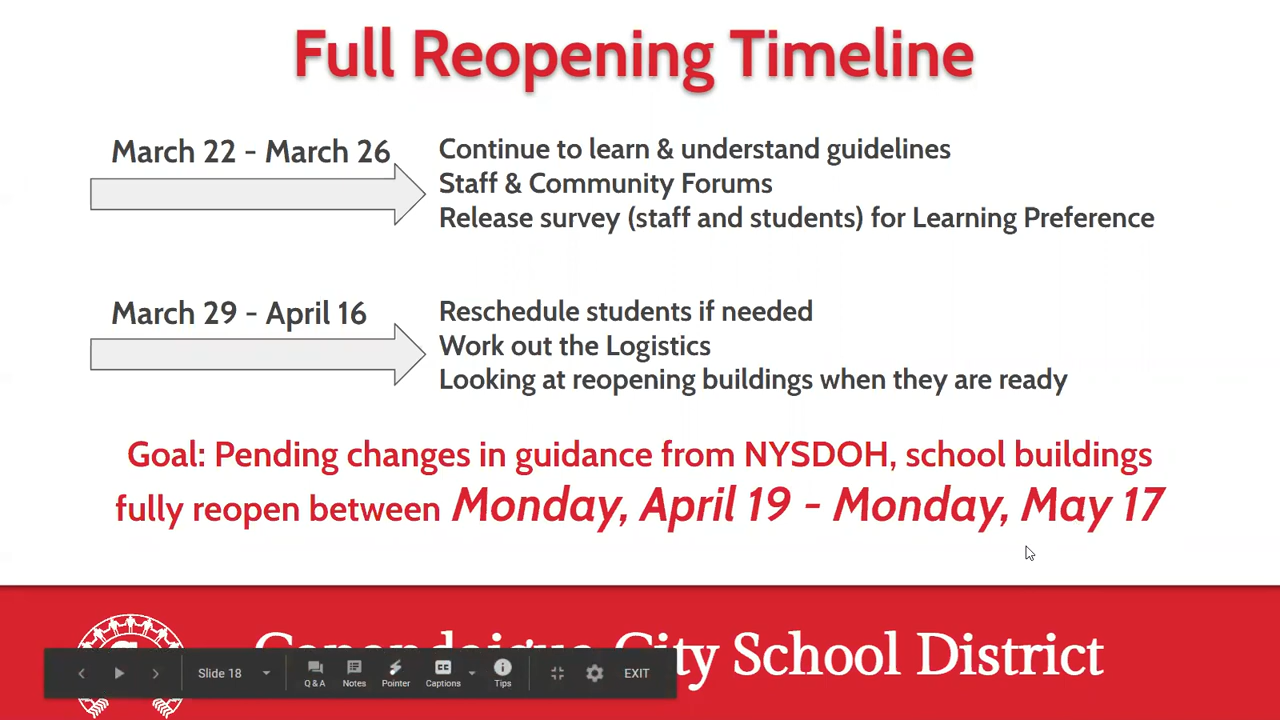 Full Reopening Timeline
March 22 - March 26
Continue to learn & understand guidelines
Staff & Community Forums
Release survey (staff and students) for Learning Preference
March 29 - April 16
Reschedule students if needed
Work out the Logistics
Looking at reopening buildings when they are ready
Goal: Pending changes in guidance from NYSDOH, school buildings
fully reopen between Monday, April 19 - Monday, May 17
City School District
Slide 18
Q & A
Notes
Pointer
CC
Captions
Tips
EXIT